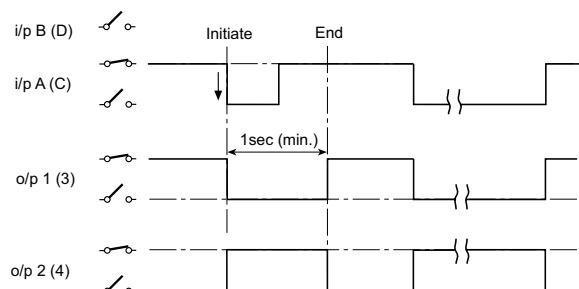 i/p B (D)
Initiate
End
i/p A (C)
1sec (min.)
o/p 1 (3)
o/p 2 (4)